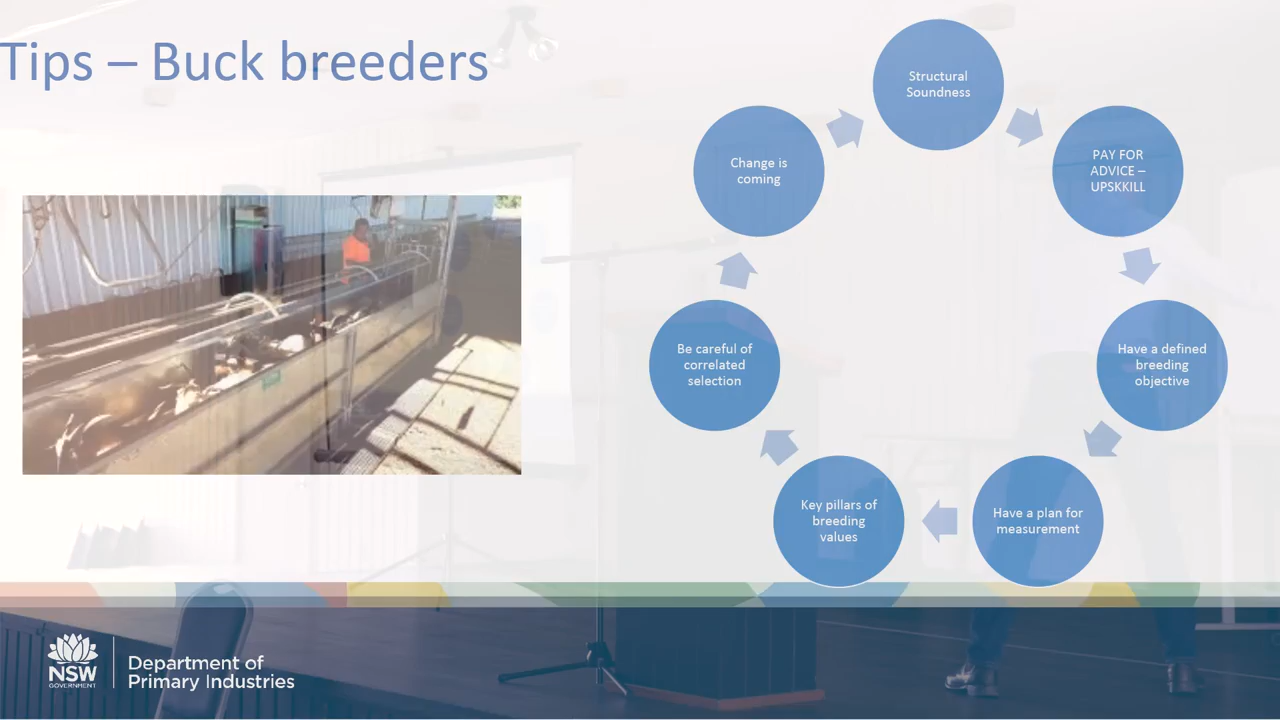 Tips – Buck breeders
Structural
Soundness
PAY FOR
ADVICE –
UPSKKILL
Have a defined
breeding
objective
Have a plan for
measurement
Key pillars of
breeding
values
Be careful of
correlated
selection
Change is
coming
NSW
GOVERNMENT
Department of
Primary Industries